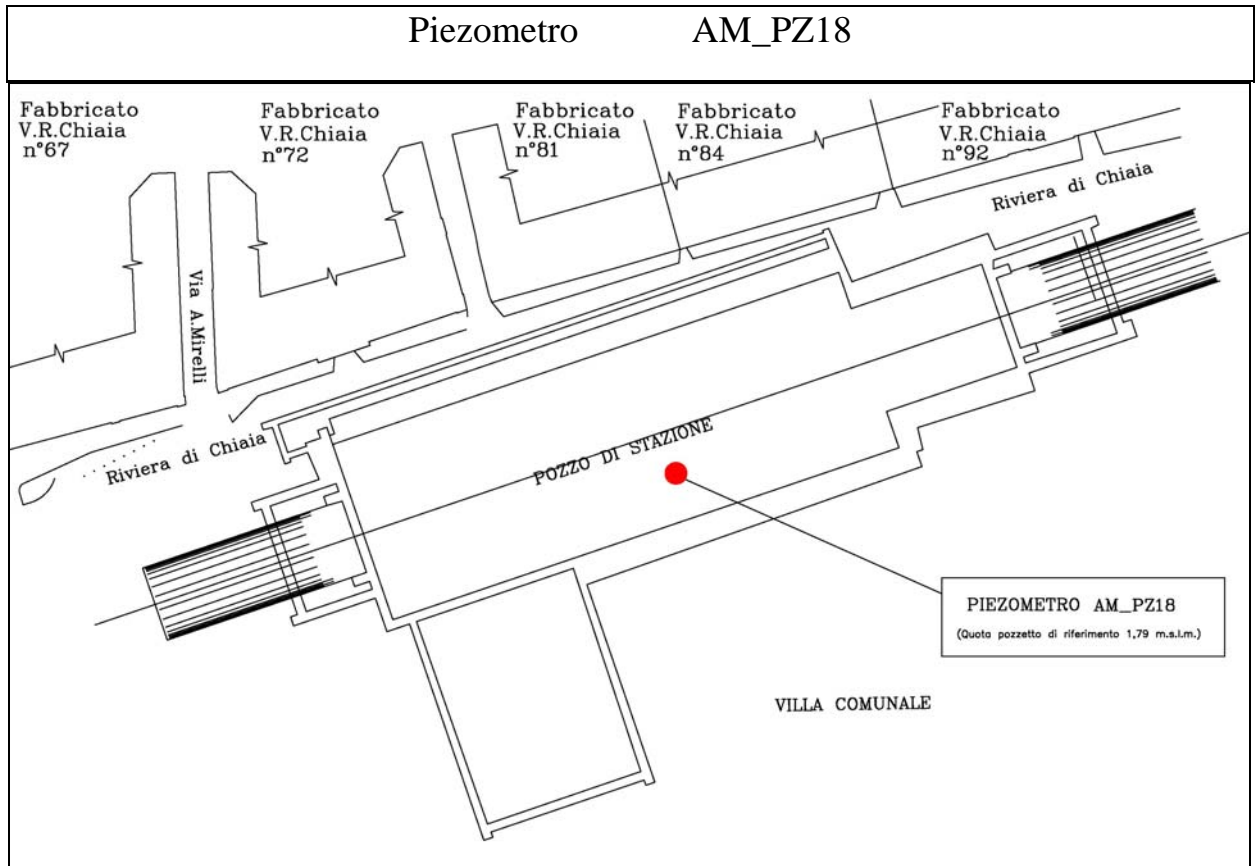 Piezometro AM_PZ18
Fabbricato
V.R.Chiaia
n°67
Fabbricato
V.R.Chiaia
n°72
Fabbricato
V.R.Chiaia
n°81
Fabbricato
V.R.Chiaia
n°84
Fabbricato
V.R.Chiaia
n°92
Riviera di Chiaia
Via A.Mirelli
Riviera di Chiaia
POZZO DI STAZIONE
PIEZOMETRO AM_PZ18
(Quota pozzetto di riferimento 1,79 m.s.l.m.)
VILLA COMUNALE